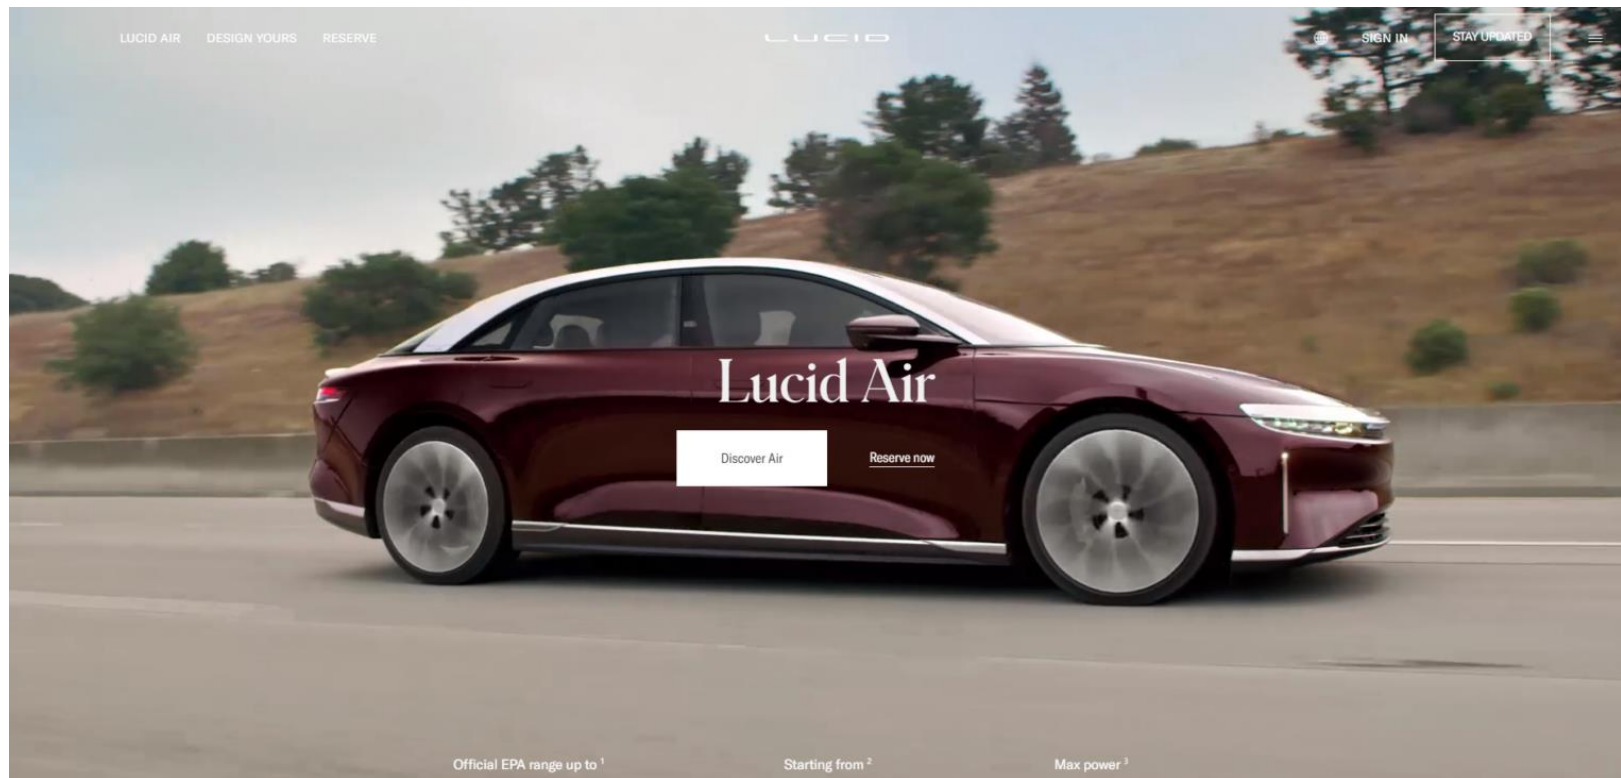 LUCID AIR DESIGN YOURS RESERVE LUCID SIGN IN STAY UPDATED
Lucid Air
Discover Air Reserve now
Official EPA range up to 1 Starting from 2 Max power 3